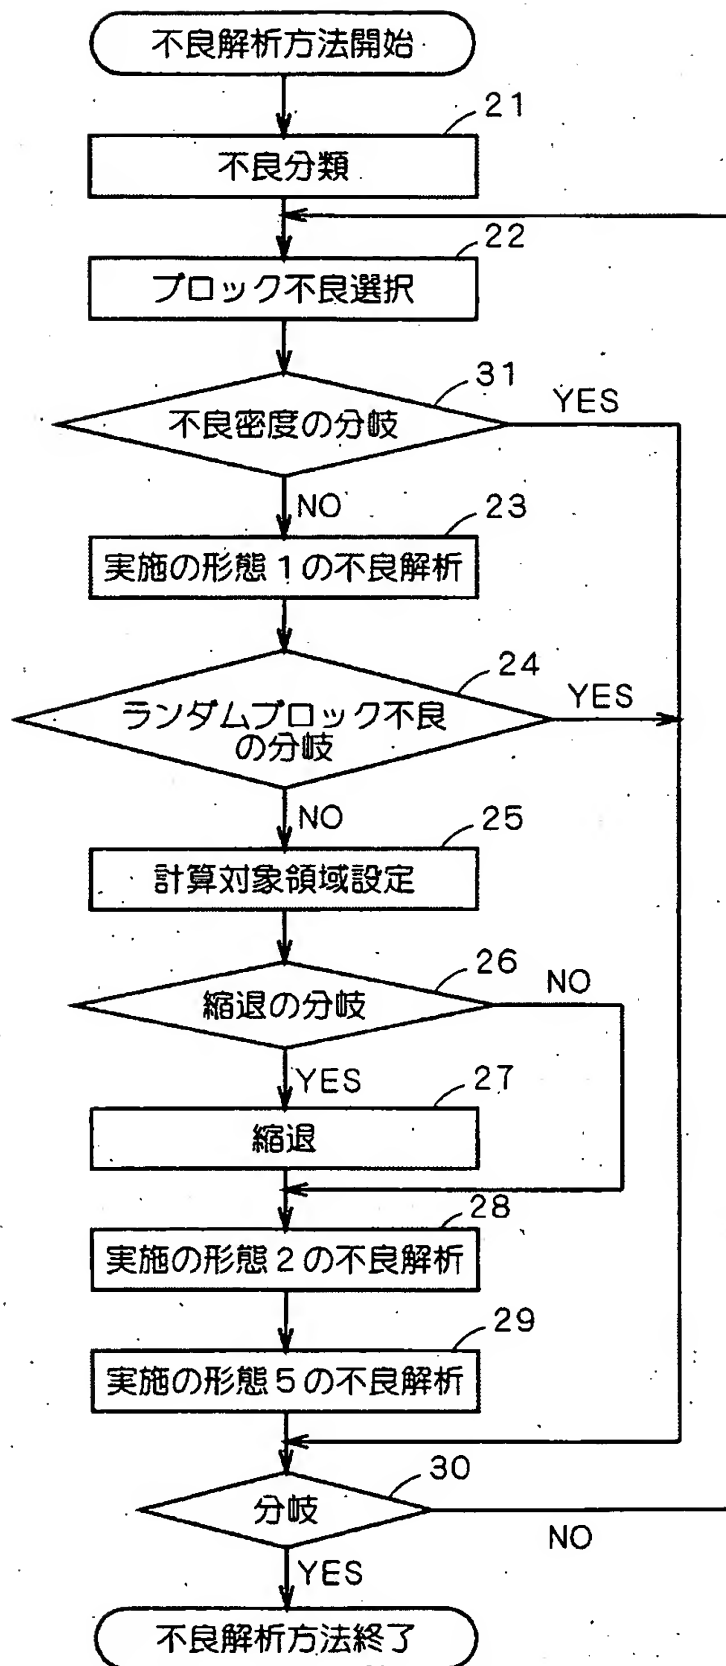 不良解析方法開始
21
不良分類
22
ブロック不良選択
31
不良密度の分岐
YES
NO
23
実施の形態1の不良解析
24
ランダムブロック不良
の分岐
YES
NO
25
計算対象領域設定
26
縮退の分岐
NO
YES
27
縮退
28
実施の形態2の不良解析
29
実施の形態5の不良解析
30
分岐
NO
YES
不良解析方法終了